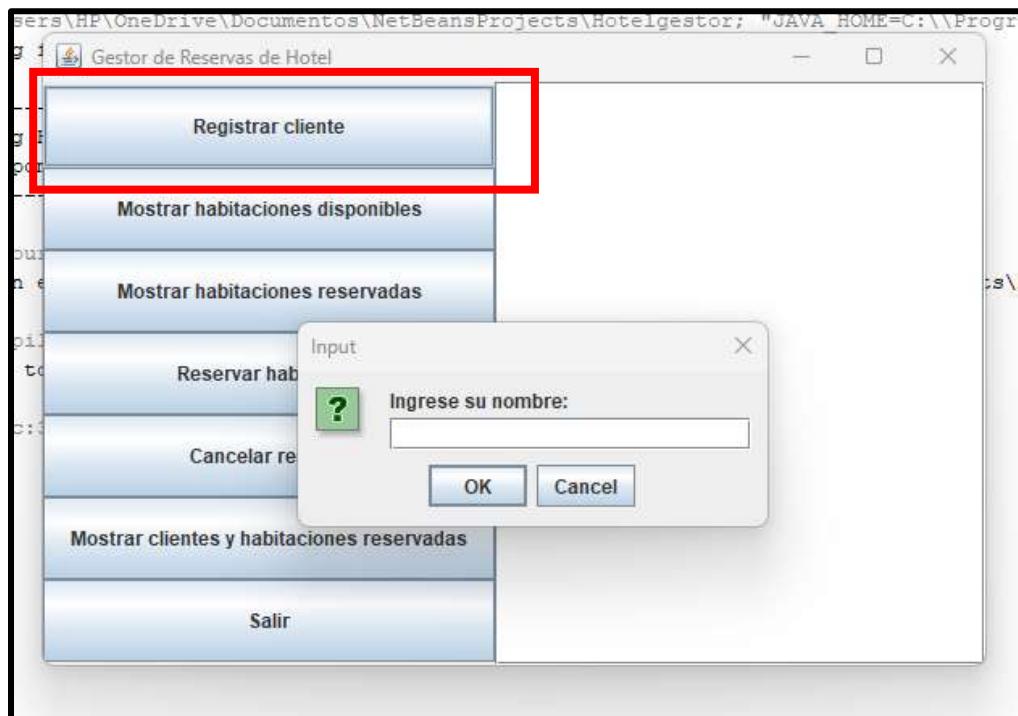 sers\HP\OneDrive\Documentos\NetBeansProjects\Hotelgestor; "JAVA_HOME=C:\\Progr
Gestor de Reservas de Hotel
Registrar cliente
Mostrar habitaciones disponibles
Mostrar habitaciones reservadas
Input
Reservar hab
Ingrese su nombre:
?
Cancelar re
OK Cancel
Mostrar clientes y habitaciones reservadas
Salir